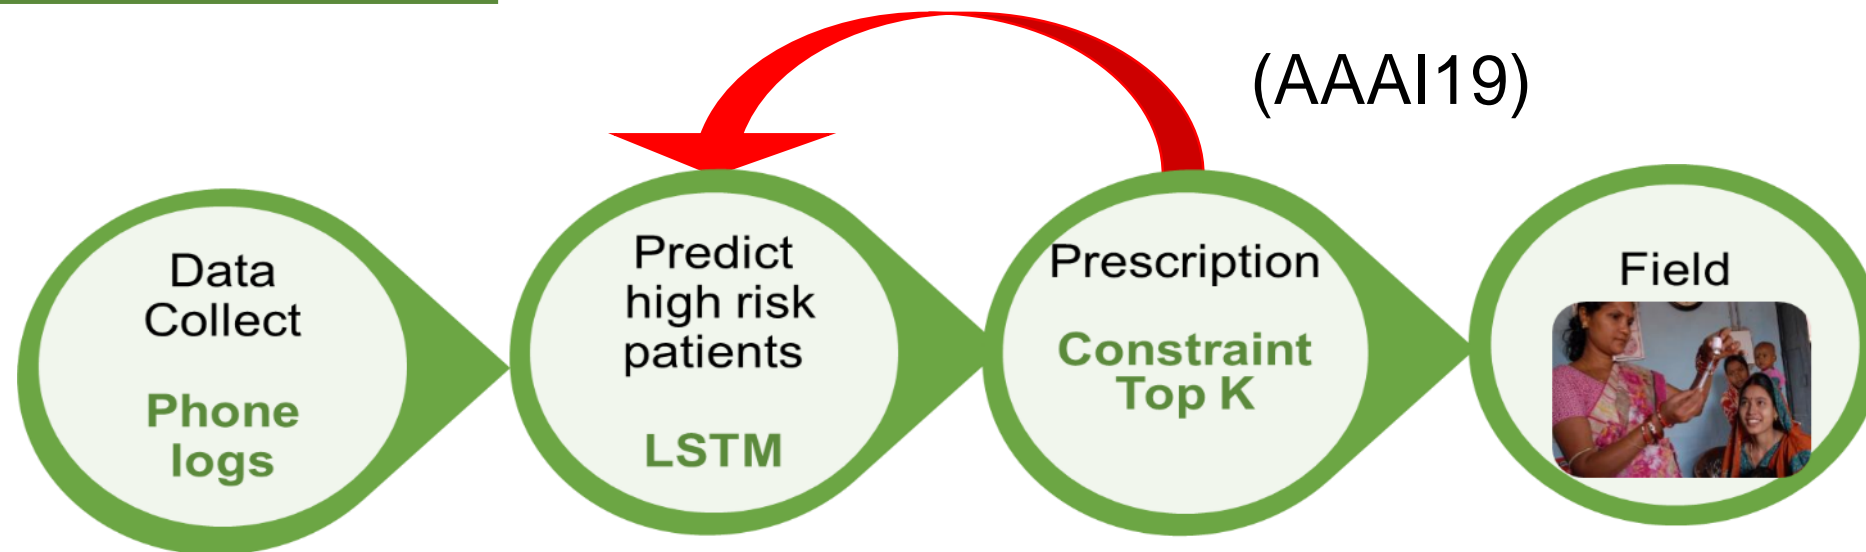 (AAAI19)
Data
Collect
Phone
logs
Predict
high risk
patients
LSTM
Prescription
Constraint
Top K
Field